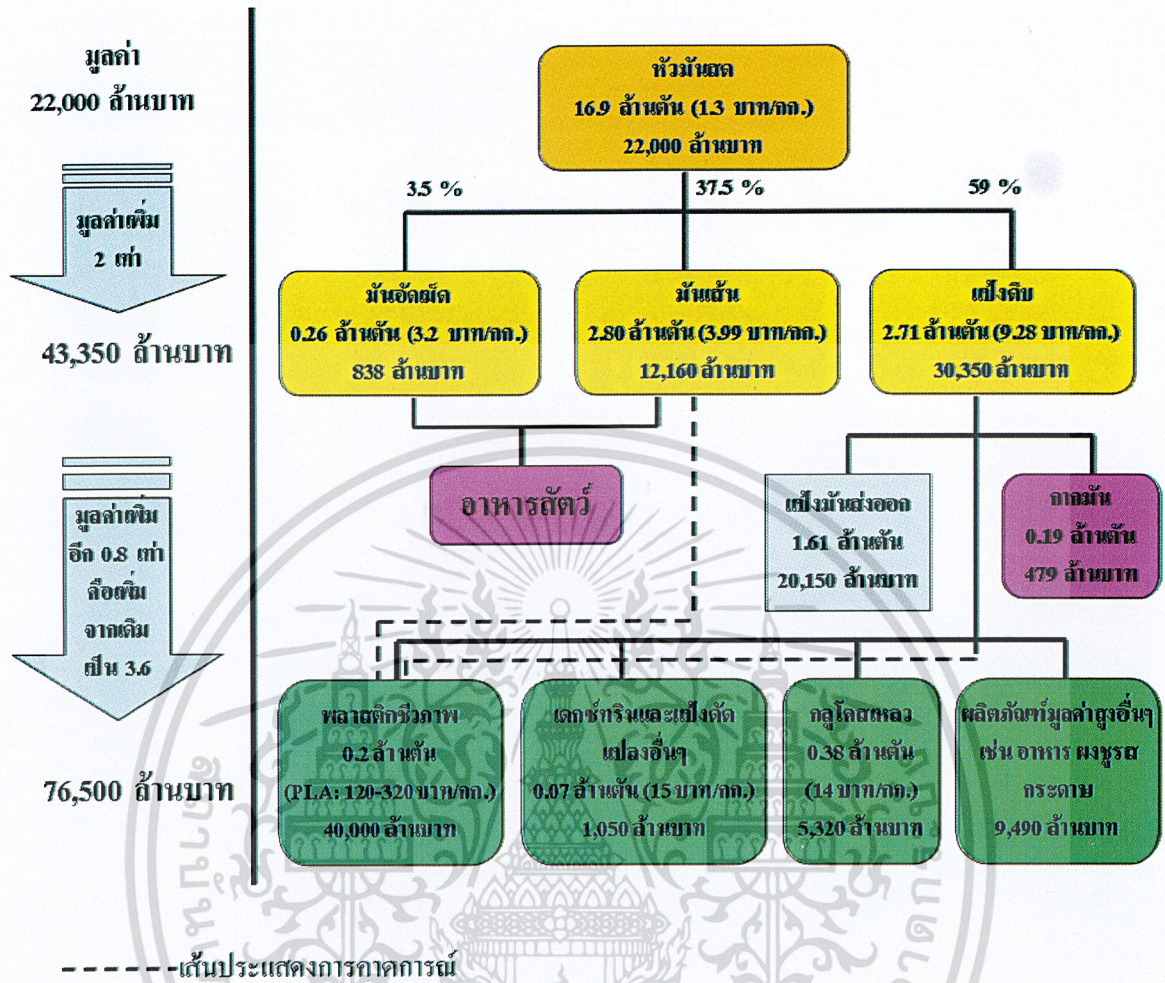 มูลค่า
22,000 ล้านบาท
มูลค่าเพิ่ม
2 เท่า
43,350 ล้านบาท
มูลค่าเพิ่ม
อีก 0.8 เท่า
คือเพิ่ม
จากเดิม
เป็น 3.6
76,500 ล้านบาท
หัวมันสด
16.9 ล้านตัน (1.3 บาท/กก.)
22,000 ล้านบาท
3.5 %
37.5 %
59 %
มันอัดเม็ด
0.26 ล้านตัน (3.2 บาท/กก.)
838 ล้านบาท
มันเส้น
2.80 ล้านตัน (3.99 บาท/กก.)
12,160 ล้านบาท
แป้งดิบ
2.71 ล้านตัน (9.28 บาท/กก.)
30,350 ล้านบาท
อาหารสัตว์
แป้งมันส่งออก
1.61 ล้านตัน
20,150 ล้านบาท
กากมัน
0.19 ล้านตัน
479 ล้านบาท
พลาสติกชีวภาพ
0.2 ล้านตัน
(PLA: 120-320 บาท/กก.)
40,000 ล้านบาท
เดกซ์ทรินและแป้งดัด
แปลงอื่นๆ
0.07 ล้านตัน (15 บาท/กก.)
1,050 ล้านบาท
กลูโคสเหลว
0.38 ล้านตัน
(14 บาท/กก.)
5,320 ล้านบาท
ผลิตภัณฑ์มูลค่าสูงอื่นๆ
เช่น อาหาร ผงชูรส
กระดาษ
9,490 ล้านบาท
เส้นประแสดงการคาดการณ์